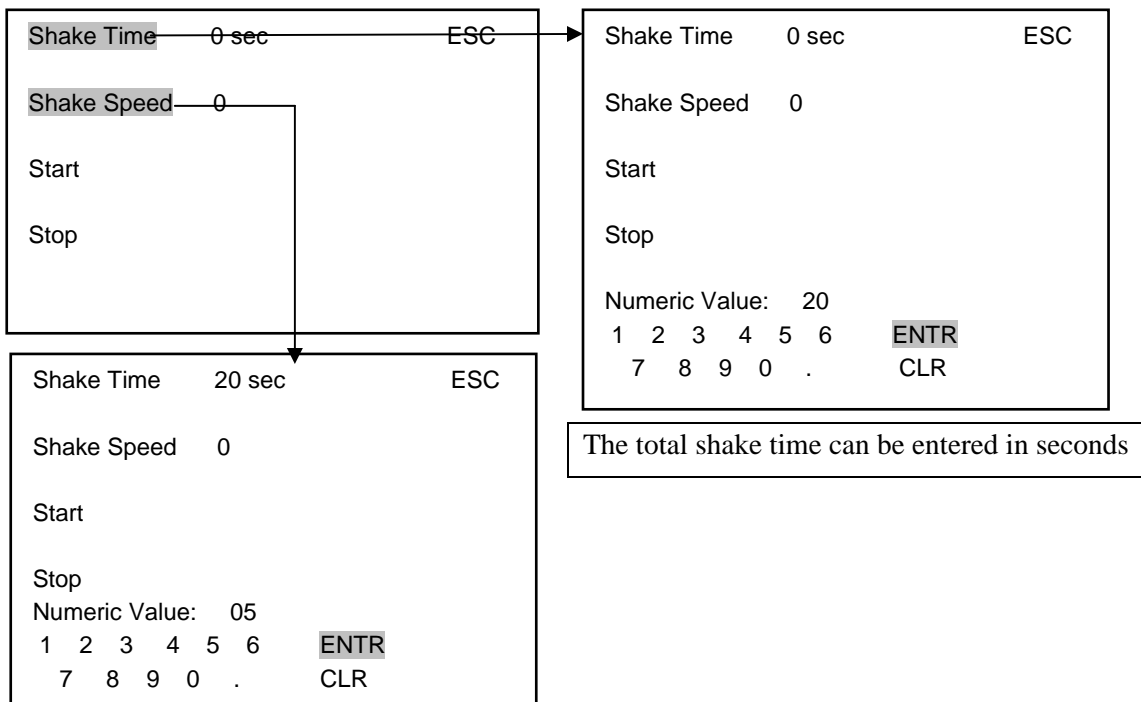 Shake Time 0 sec ESC
Shake Speed 0
Start
Stop
Shake Time 0 sec ESC
Shake Speed 0
Start
Stop
Numeric Value: 20
1 2 3 4 5 6 ENTR
7 8 9 0 . CLR
The total shake time can be entered in seconds
Shake Time 20 sec ESC
Shake Speed 0
Start
Stop
Numeric Value: 05
1 2 3 4 5 6 ENTR
7 8 9 0 . CLR